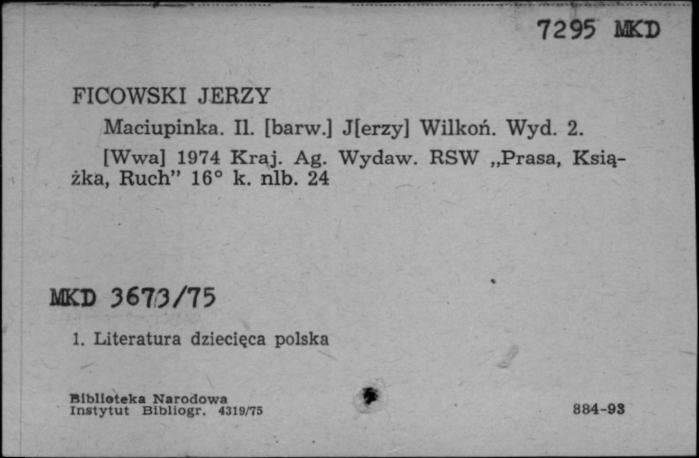 7295 MKD
FICOWSKI JERZY
Maciupinka. Il. [barw.] J[erzy] Wilkoń. Wyd. 2.
[Wwa] 1974 Kraj. Ag. Wydaw. RSW „Prasa, Ksią-
żka, Ruch” 16° k. nlb. 24
MKD 3673/75
1. Literatura dziecięca polska
Biblioteka Narodowa
Instytut Bibliogr. 4319/75
884-93